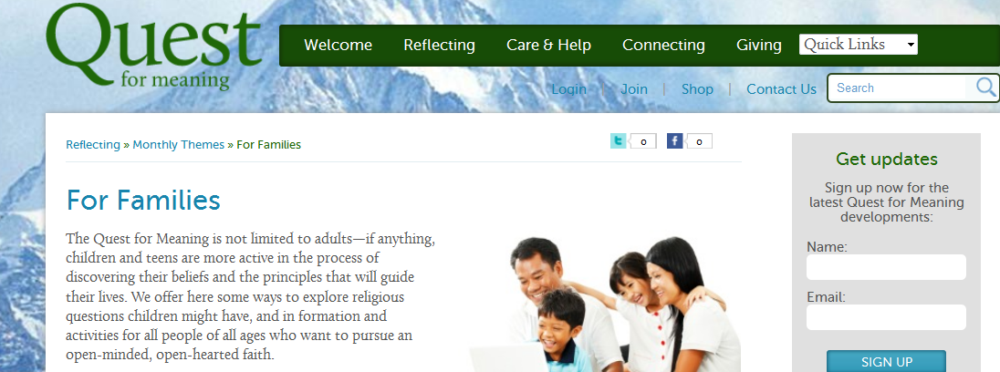 Quest
for meaning
Welcome Reflecting Care & Help Connecting Giving Quick Links
Login | Join | Shop | Contact Us Search
Reflecting » Monthly Themes » For Families
0 0
For Families
The Quest for Meaning is not limited to adults—if anything,
children and teens are more active in the process of
discovering their beliefs and the principles that will guide
their lives. We offer here some ways to explore religious
questions children might have, and in formation and
activities for all people of all ages who want to pursue an
open-minded, open-hearted faith.
Get updates
Sign up now for the
latest Quest for Meaning
developments:
Name:
Email:
SIGN UP